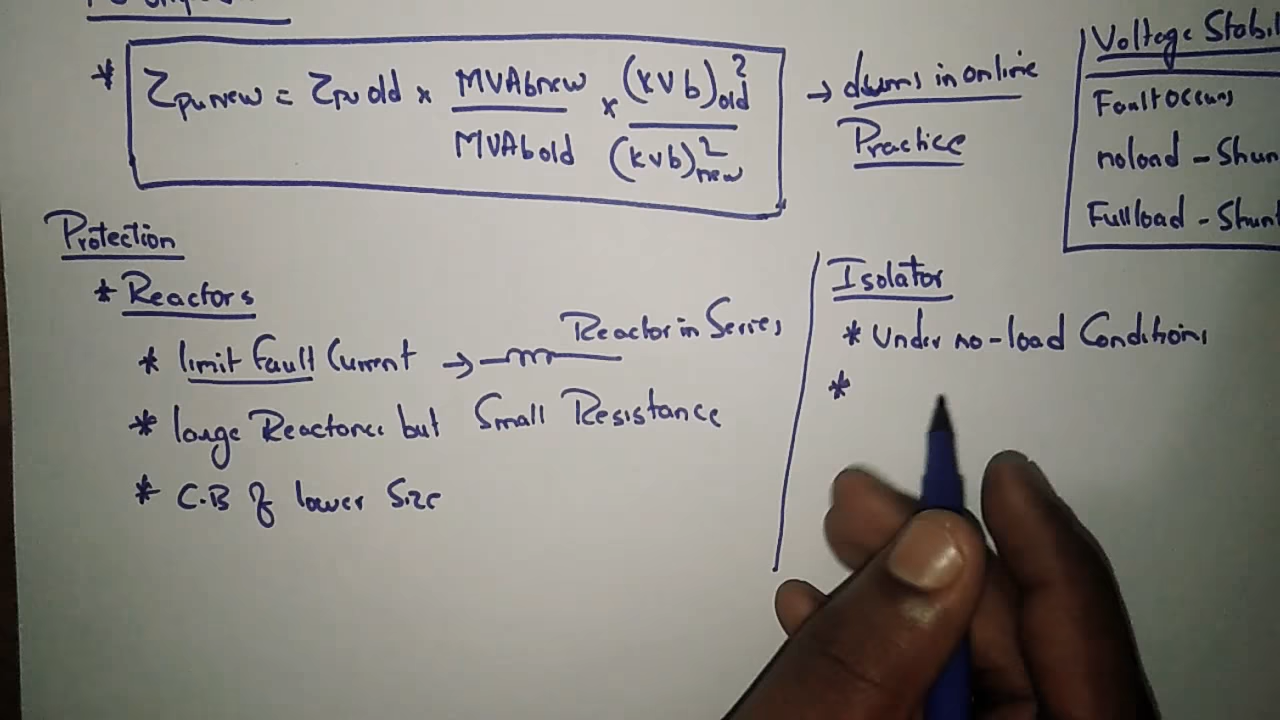 * Zpu new = Zpu old x MVAb new / MVAb old x (kVb)²old / (kVb)²new
→ in online
Practice
Voltage Stabil
Fault Occurs
no load - Shun
Full load - Shunt
Protection
* Reactors
* limit Fault Current → Reactor in Series
* large Reactance but Small Resistance
* C.B of lower Size
Isolator
* Under no-load Conditions
*